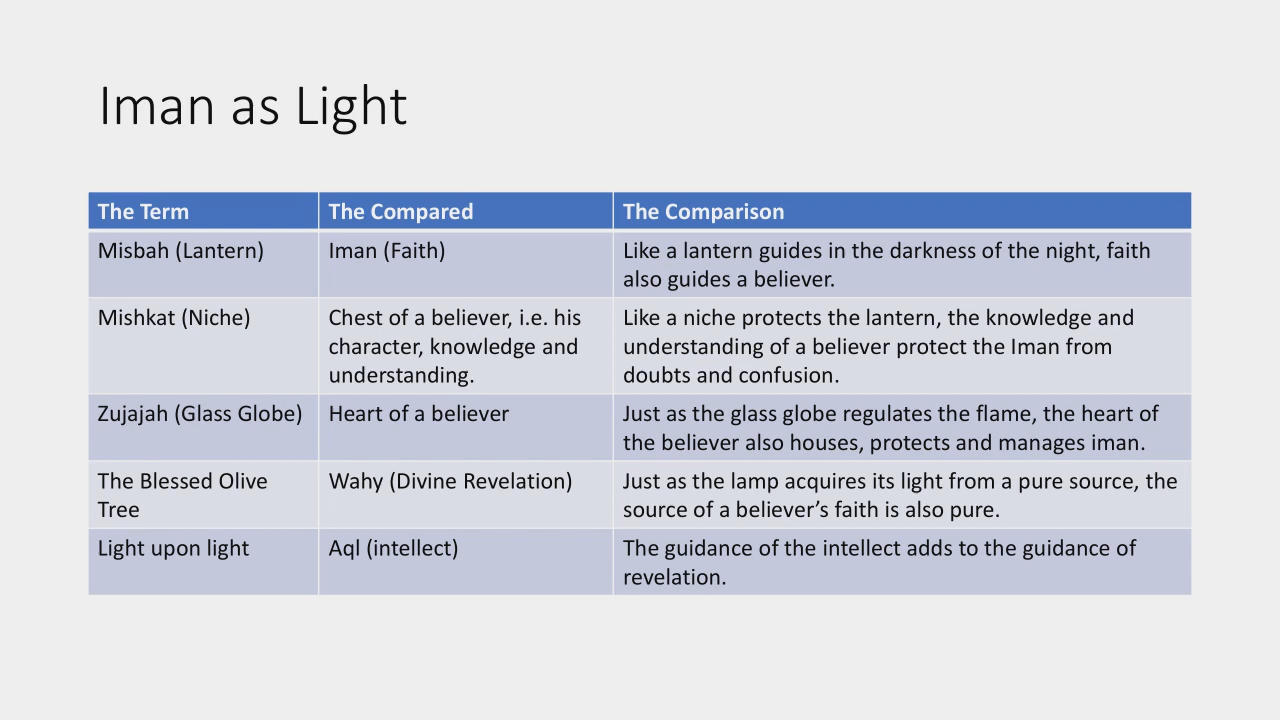 Iman as Light
The Term
The Compared
The Comparison
Misbah (Lantern)
Iman (Faith)
Like a lantern guides in the darkness of the night, faith
also guides a believer.
Mishkat (Niche)
Chest of a believer, i.e. his
character, knowledge and
understanding.
Like a niche protects the lantern, the knowledge and
understanding of a believer protect the Iman from
doubts and confusion.
Zujajah (Glass Globe)
Heart of a believer
Just as the glass globe regulates the flame, the heart of
the believer also houses, protects and manages iman.
The Blessed Olive
Tree
Wahy (Divine Revelation)
Just as the lamp acquires its light from a pure source, the
source of a believer’s faith is also pure.
Light upon light
Aql (intellect)
The guidance of the intellect adds to the guidance of
revelation.